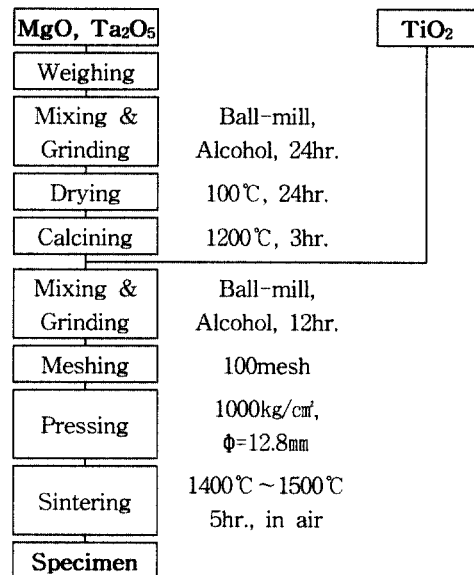 MgO, Ta₂O₅
TiO₂
Weighing
Mixing &
Grinding
Ball-mill,
Alcohol, 24hr.
Drying
100℃, 24hr.
Calcining
1200℃, 3hr.
Mixing &
Grinding
Ball-mill,
Alcohol, 12hr.
Meshing
100mesh
Pressing
1000kg/㎠,
Φ=12.8㎜
Sintering
1400℃~1500℃
5hr., in air
Specimen